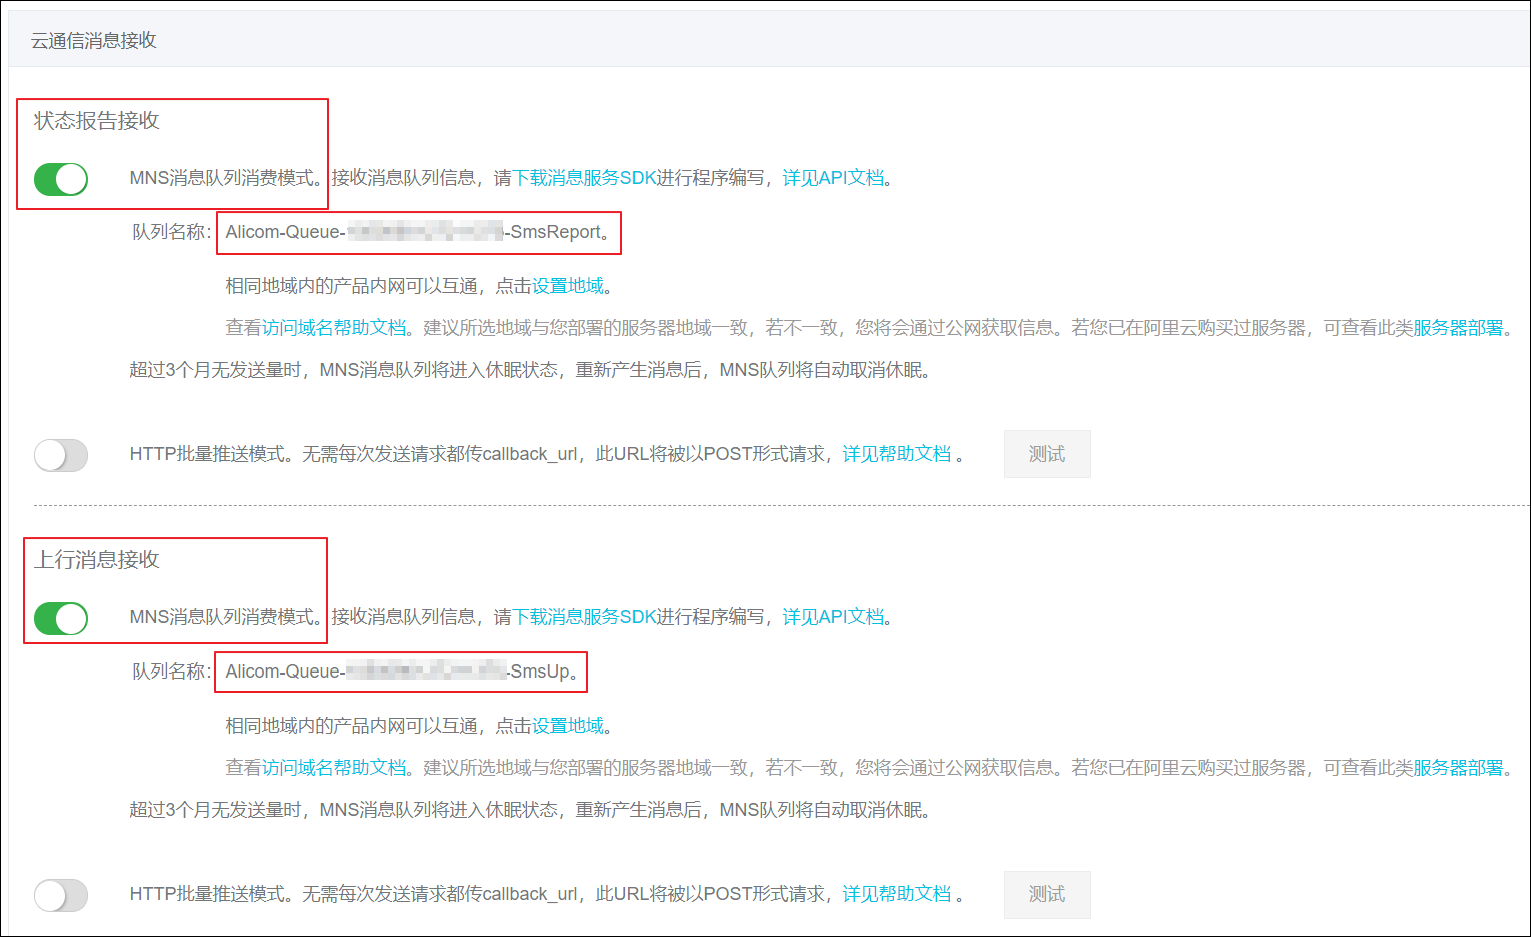 云通信消息接收
状态报告接收
MNS消息队列消费模式。接收消息队列信息，请下载消息服务SDK进行程序编写，详见API文档。
队列名称：Alicom-Queue- -SmsReport。
相同地域内的产品内网可以互通，点击设置地域。
查看访问域名帮助文档。建议所选地域与您部署的服务器地域一致，若不一致，您将会通过公网获取信息。若您已在阿里云购买过服务器，可查看此类服务器部署。
超过3个月无发送量时，MNS消息队列将进入休眠状态，重新产生消息后，MNS队列将自动取消休眠。
HTTP批量推送模式。无需每次发送请求都传callback_url，此URL将被以POST形式请求，详见帮助文档 。 测试
上行消息接收
MNS消息队列消费模式。接收消息队列信息，请下载消息服务SDK进行程序编写，详见API文档。
队列名称：Alicom-Queue- -SmsUp。
相同地域内的产品内网可以互通，点击设置地域。
查看访问域名帮助文档。建议所选地域与您部署的服务器地域一致，若不一致，您将会通过公网获取信息。若您已在阿里云购买过服务器，可查看此类服务器部署。
超过3个月无发送量时，MNS消息队列将进入休眠状态，重新产生消息后，MNS队列将自动取消休眠。
HTTP批量推送模式。无需每次发送请求都传callback_url，此URL将被以POST形式请求，详见帮助文档 。 测试